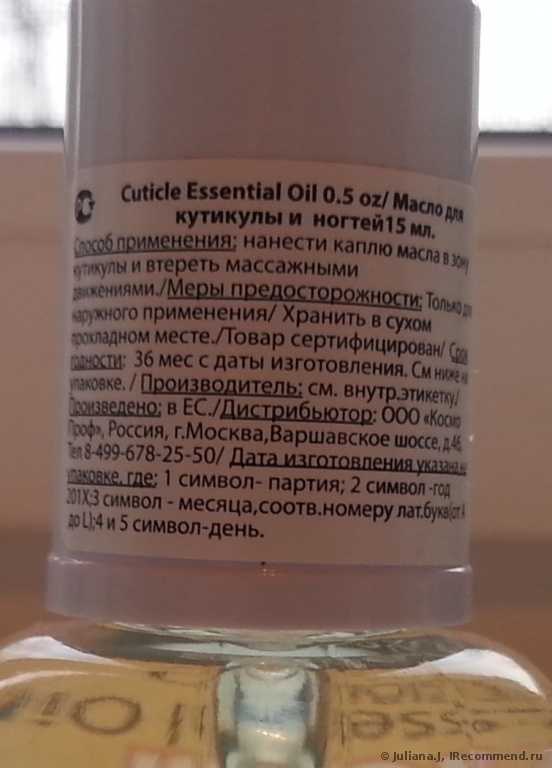 Cuticle Essential Oil 0.5 oz/ Масло для
кутикулы и ногтей15 мл.
Способ применения: нанести каплю масла в зону
кутикулы и втереть массажными
движениями./Меры предосторожности: Только для
наружного применения/ Хранить в сухом
прохладном месте./Товар сертифицирован/ Срок
годности: 36 мес с даты изготовления. См ниже на
упаковке. / Производитель: см. внутр.этикетку/
Произведено: в ЕС./Дистрибьютор: ООО «Космо
Проф», Россия, г.Москва,Варшавское шоссе, д.46,
Тел 8-499-678-25-50/ Дата изготовления указана на
упаковке, где: 1 символ- партия; 2 символ -год
201X;3 символ - месяца,соотв.номеру лат.букв(от A
до L);4 и 5 символ-день.
© Juliana.J, IRecommend.ru